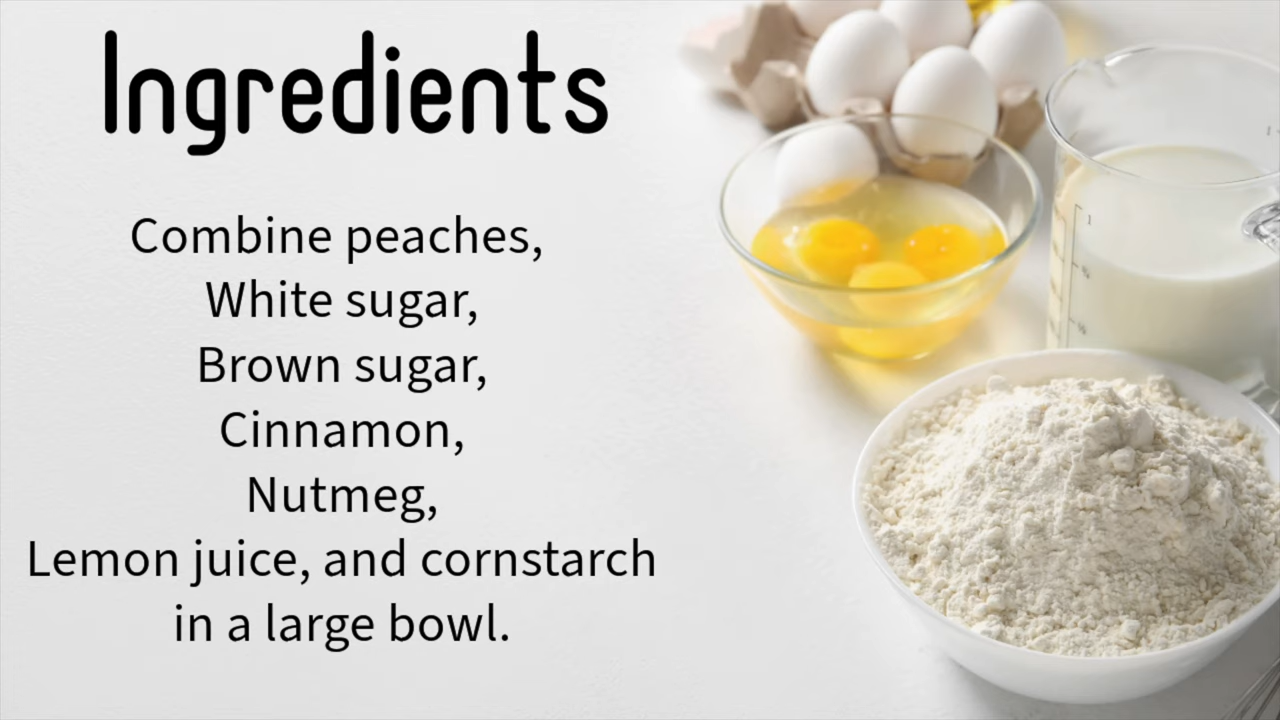 Ingredients
Combine peaches,
White sugar,
Brown sugar,
Cinnamon,
Nutmeg,
Lemon juice, and cornstarch
in a large bowl.